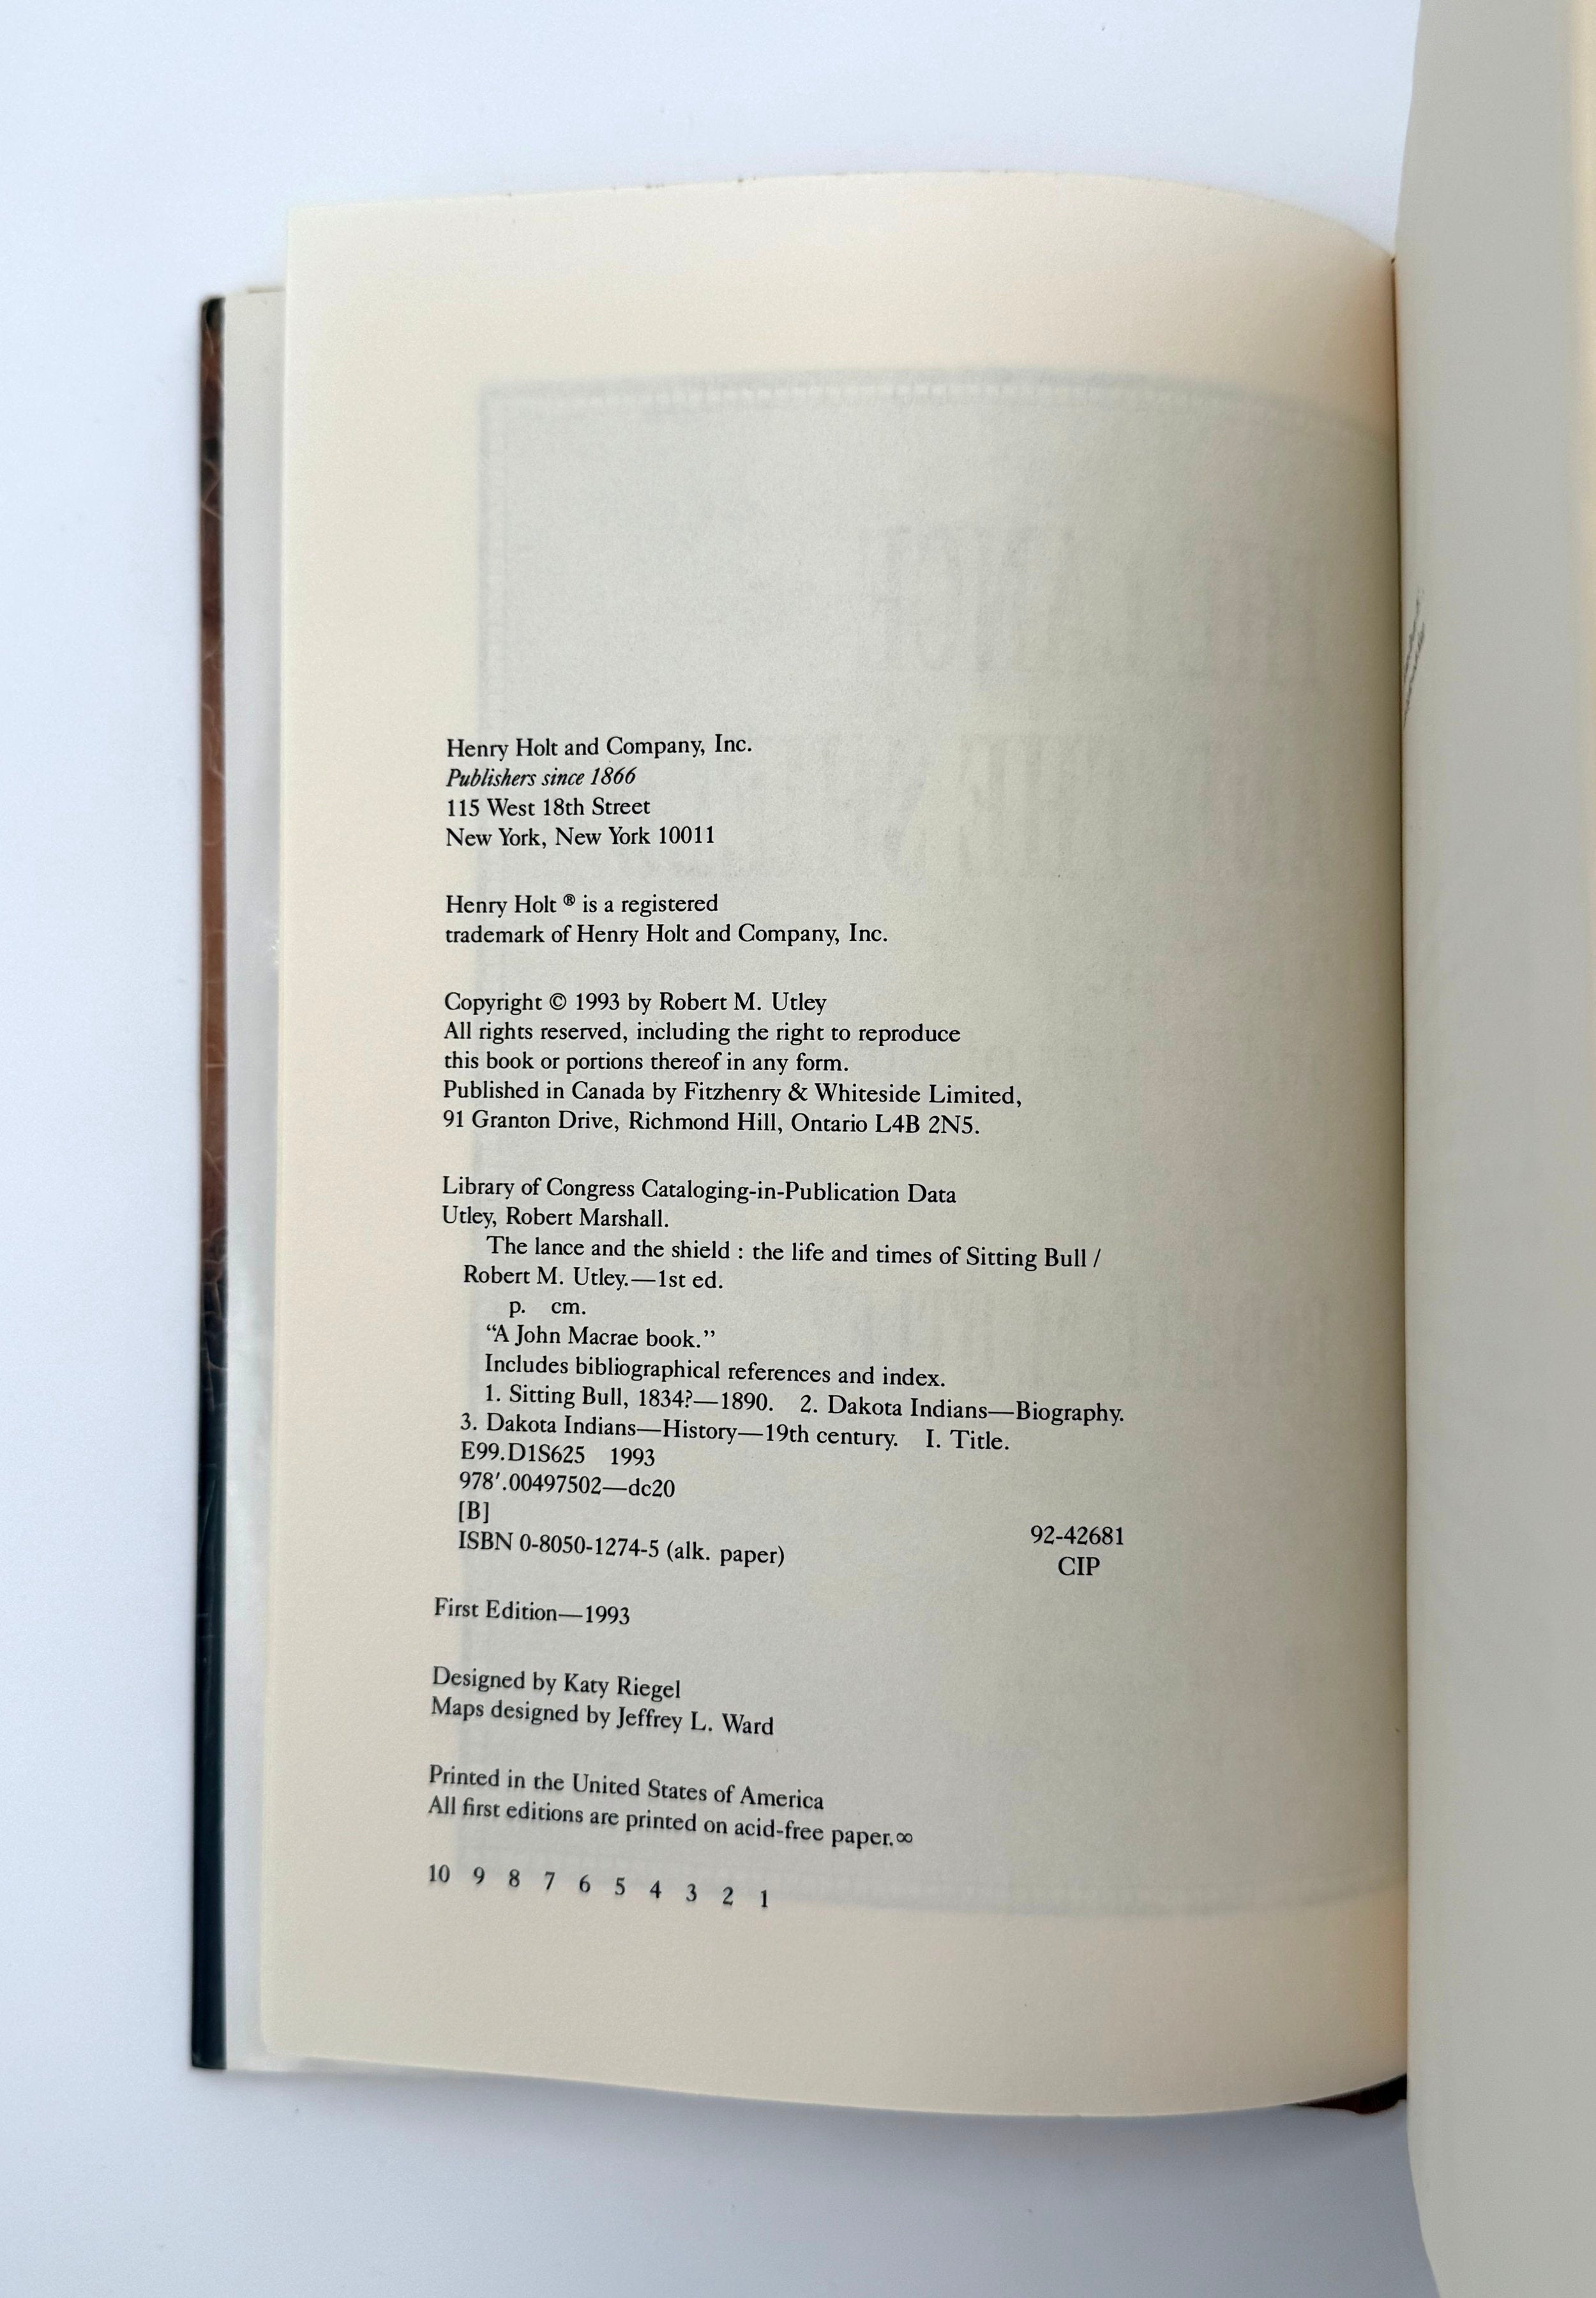 Henry Holt and Company, Inc.
Publishers since 1866
115 West 18th Street
New York, New York 10011
Henry Holt ® is a registered
trademark of Henry Holt and Company, Inc.
Copyright © 1993 by Robert M. Utley
All rights reserved, including the right to reproduce
this book or portions thereof in any form.
Published in Canada by Fitzhenry & Whiteside Limited,
91 Granton Drive, Richmond Hill, Ontario L4B 2N5.
Library of Congress Cataloging-in-Publication Data
Utley, Robert Marshall.
The lance and the shield : the life and times of Sitting Bull /
Robert M. Utley.—1st ed.
p. cm.
“A John Macrae book.”
Includes bibliographical references and index.
1. Sitting Bull, 1834?—1890. 2. Dakota Indians—Biography.
3. Dakota Indians—History—19th century. I. Title.
E99.D1S625 1993
978′.00497502—dc20
[B]
92-42681
ISBN 0-8050-1274-5 (alk. paper)
CIP
First Edition—1993
Designed by Katy Riegel
Maps designed by Jeffrey L. Ward
Printed in the United States of America
All first editions are printed on acid-free paper.∞
10 9 8 7 6 5 4 3 2 1